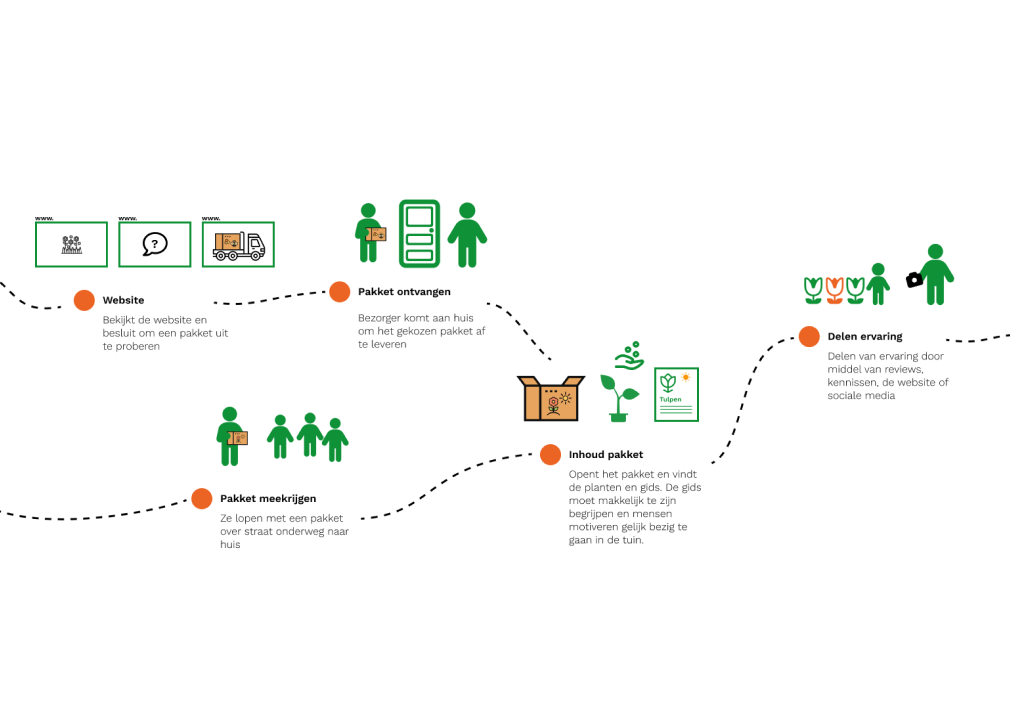 www.
www.
www.
?
Website
Bekijkt de website en
besluit om een pakket uit
te proberen
Pakket ontvangen
Bezorger komt aan huis
om het gekozen pakket af
te leveren
Pakket meekrijgen
Ze lopen met een pakket
over straat onderweg naar
huis
Tulpen
Inhoud pakket
Opent het pakket en vindt
de planten en gids. De gids
moet makkelijk te zijn
begrijpen en mensen
motiveren gelijk bezig te
gaan in de tuin.
Delen ervaring
Delen van ervaring door
middel van reviews,
kennissen, de website of
sociale media